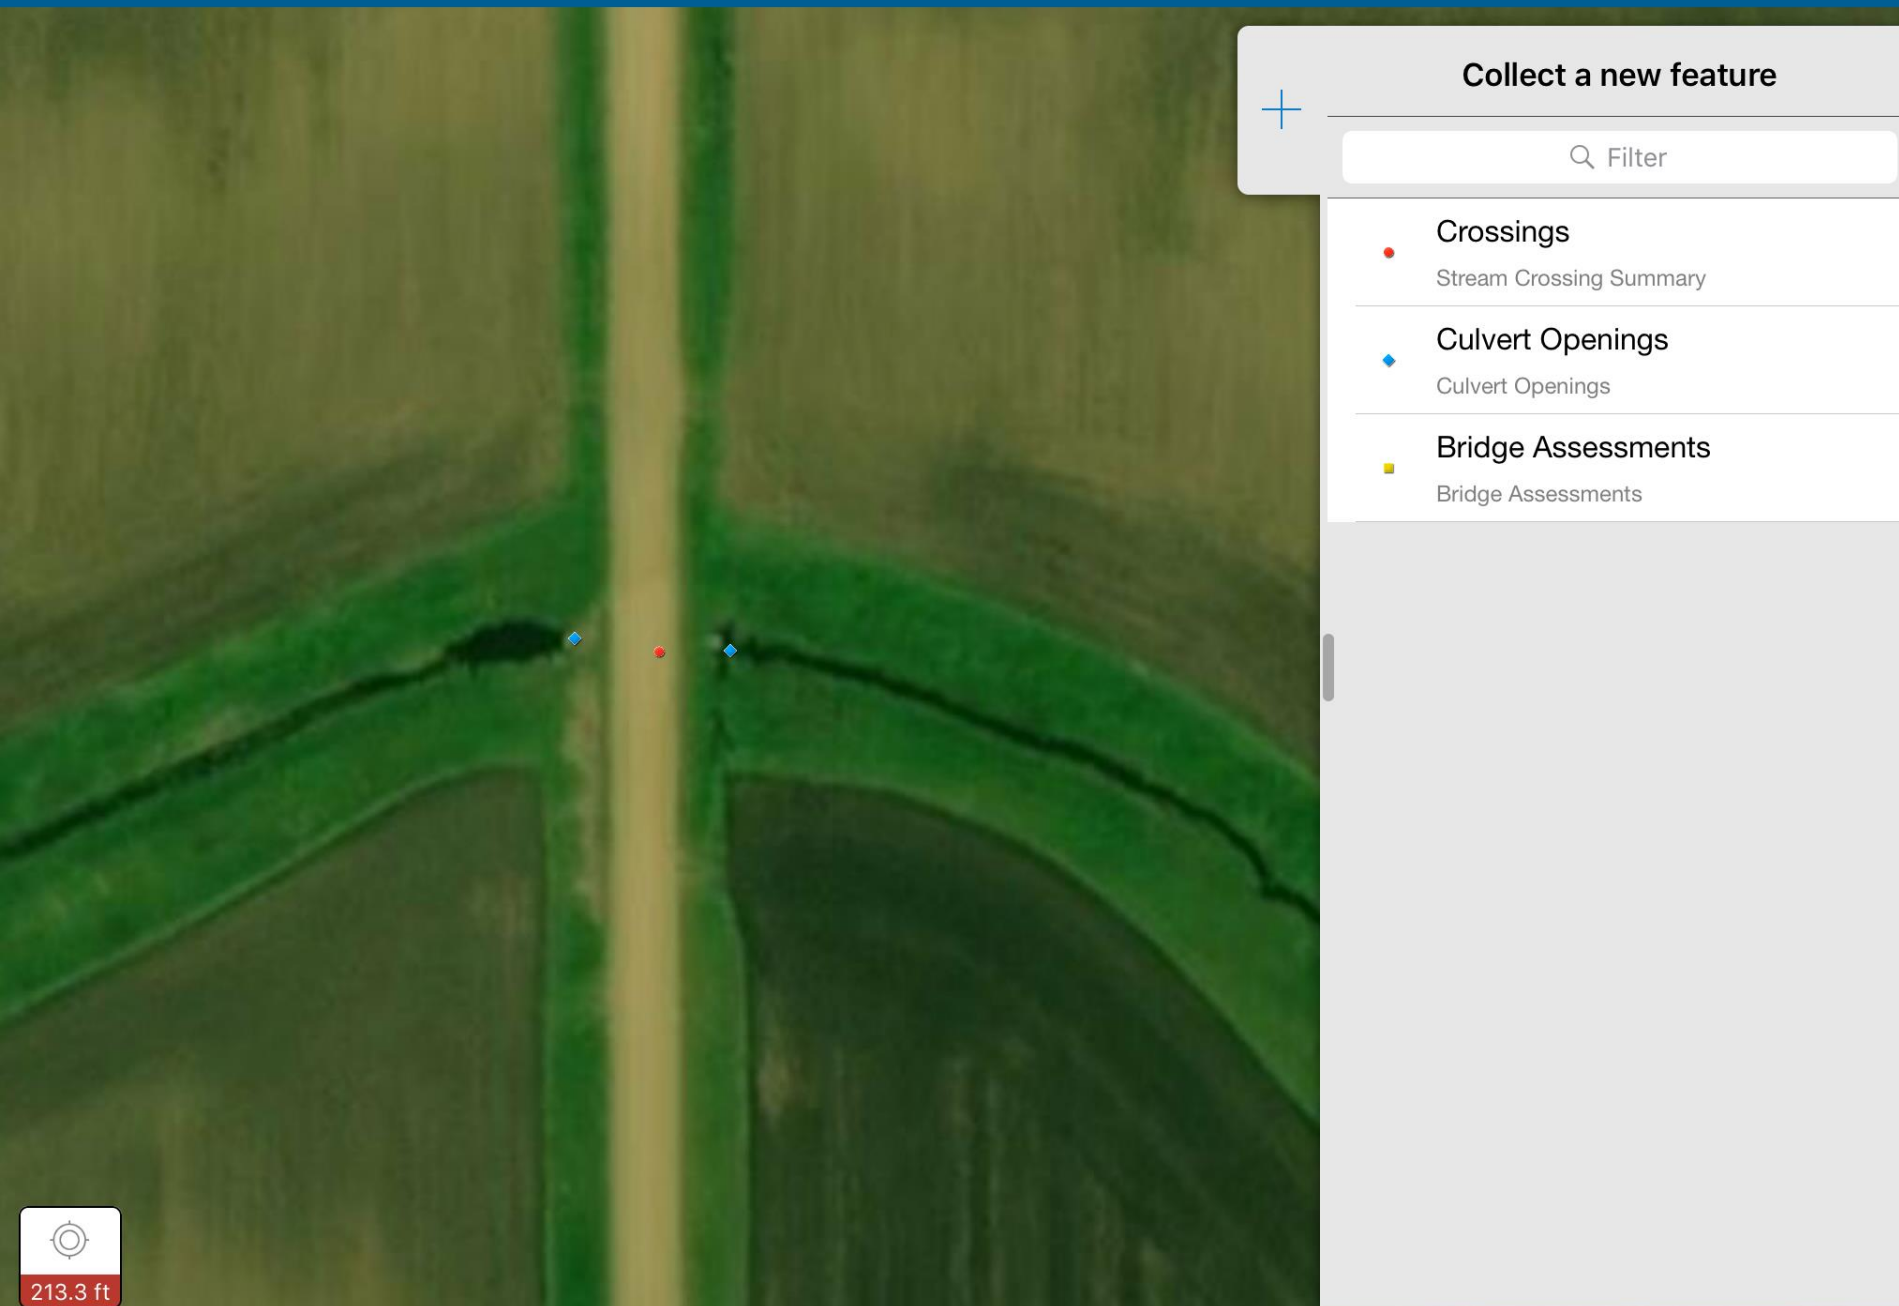 Collect a new feature
Filter
Crossings
Stream Crossing Summary
Culvert Openings
Culvert Openings
Bridge Assessments
Bridge Assessments
213.3 ft